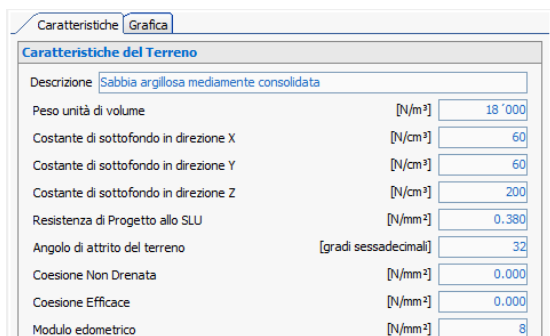 Caratteristiche Grafica
Caratteristiche del Terreno
Descrizione Sabbia argillosa mediamente consolidata
Peso unità di volume [N/m³] 18´000
Costante di sottofondo in direzione X [N/cm³] 60
Costante di sottofondo in direzione Y [N/cm³] 60
Costante di sottofondo in direzione Z [N/cm³] 200
Resistenza di Progetto allo SLU [N/mm²] 0.380
Angolo di attrito del terreno [gradi sessadecimali] 32
Coesione Non Drenata [N/mm²] 0.000
Coesione Efficace [N/mm²] 0.000
Modulo edometrico [N/mm²] 8